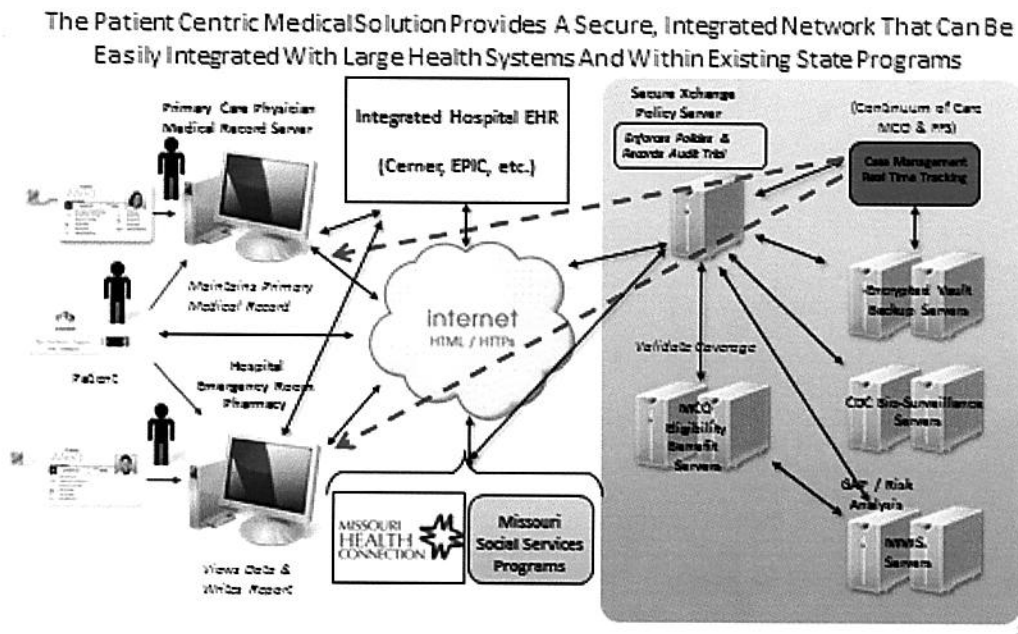 The Patient Centric Medical Solution Provides A Secure, Integrated Network That Can Be
Easily Integrated With Large Health Systems And Within Existing State Programs
Primary Care Physician
Medical Record Server
Integrated Hospital EHR
(Cerner, EPIC, etc.)
Secure Xchange
Policy Server
Enforces Policies &
Records Audit Trial
(Continuum of Care
MCO & FFS)
Case Management
Real Time Tracking
Maintains Primary
Medical Record
internet
HTML / HTTPs
Encrypted Vault
Backup Servers
Validate Coverage
Patient
Hospital
Emergency Room
Pharmacy
MCO
Eligibility
Benefit
Servers
CDC Bio-Surveillance
Servers
GAP / Risk
Analysis
MMIS
Servers
MISSOURI
HEALTH
CONNECTION
Missouri
Social Services
Programs
Views Data &
Writes Report